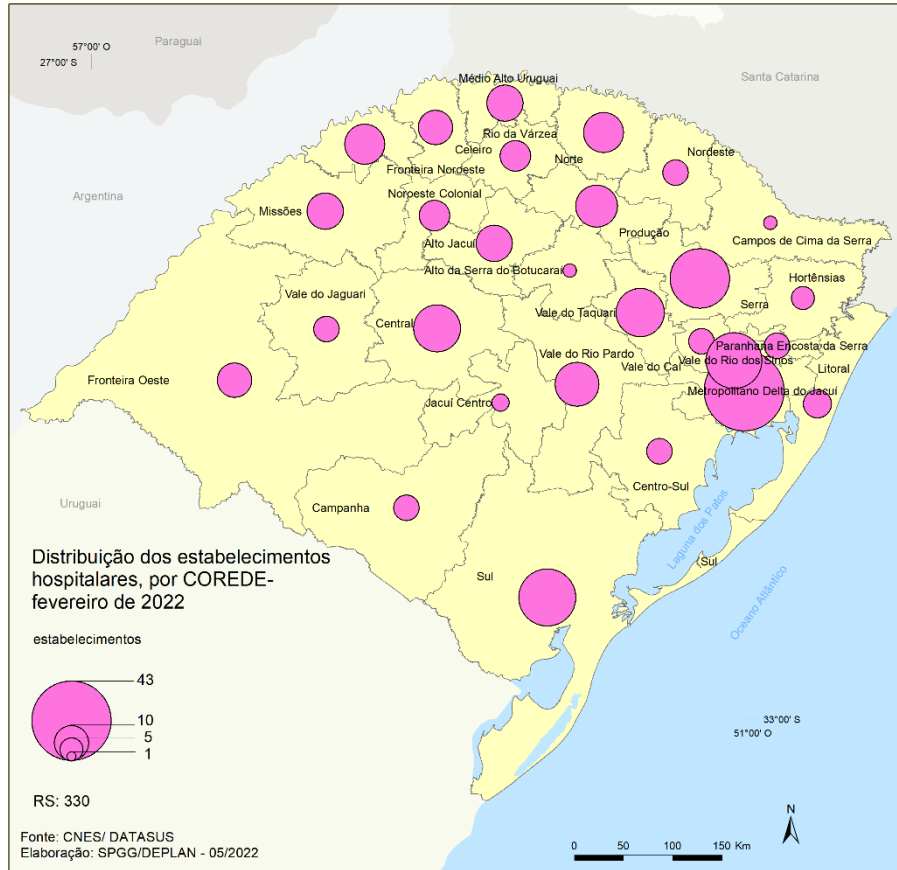 Paraguai
57°00' O
27°00' S
Santa Catarina
Médio Alto Uruguai
Rio da Várzea
Celeiro
Norte
Nordeste
Fronteira Noroeste
Argentina
Noroeste Colonial
Missões
Produção
Campos de Cima da Serra
Alto Jacuí
Alto da Serra do Botucaraí
Hortênsias
Vale do Jaguari
Serra
Vale do Taquari
Central
Paranhana Encosta da Serra
Vale do Rio Pardo
Vale do Rio dos Sinos
Vale do Caí
Litoral
Fronteira Oeste
Metropolitano Delta do Jacuí
Jacuí Centro
Centro-Sul
Uruguai
Campanha
Laguna dos Patos
Distribuição dos estabelecimentos
hospitalares, por COREDE-
fevereiro de 2022
Sul
(Sul
Oceano Atlântico
estabelecimentos
43
10
5
1
33°00' S
51°00' O
RS: 330
N
Fonte: CNES/ DATASUS
Elaboração: SPGG/DEPLAN - 05/2022
0 50 100 150 Km